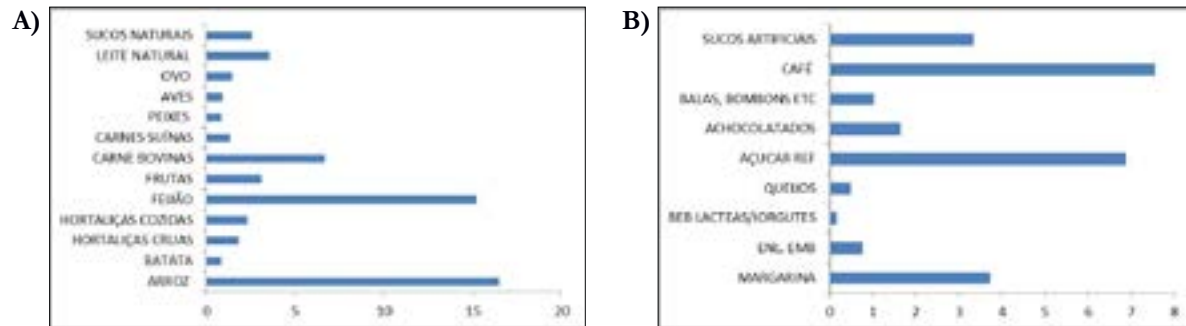 A)
SUCOS NATURAIS
LEITE NATURAL
OVO
AVES
PEIXES
CARNES SUÍNAS
CARNE BOVINAS
FRUTAS
FEIJÃO
HORTALIÇAS COZIDAS
HORTALIÇAS CRUAS
BATATA
ARROZ
0 5 10 15 20
B)
SUCOS ARTIFICIAIS
CAFÉ
BALAS, BOMBONS ETC
ACHOCOLATADOS
AÇUCAR REF
QUEIJOS
BEB LACTEAS/IORGUTES
ENL. EMB
MARGARINA
0 1 2 3 4 5 6 7 8